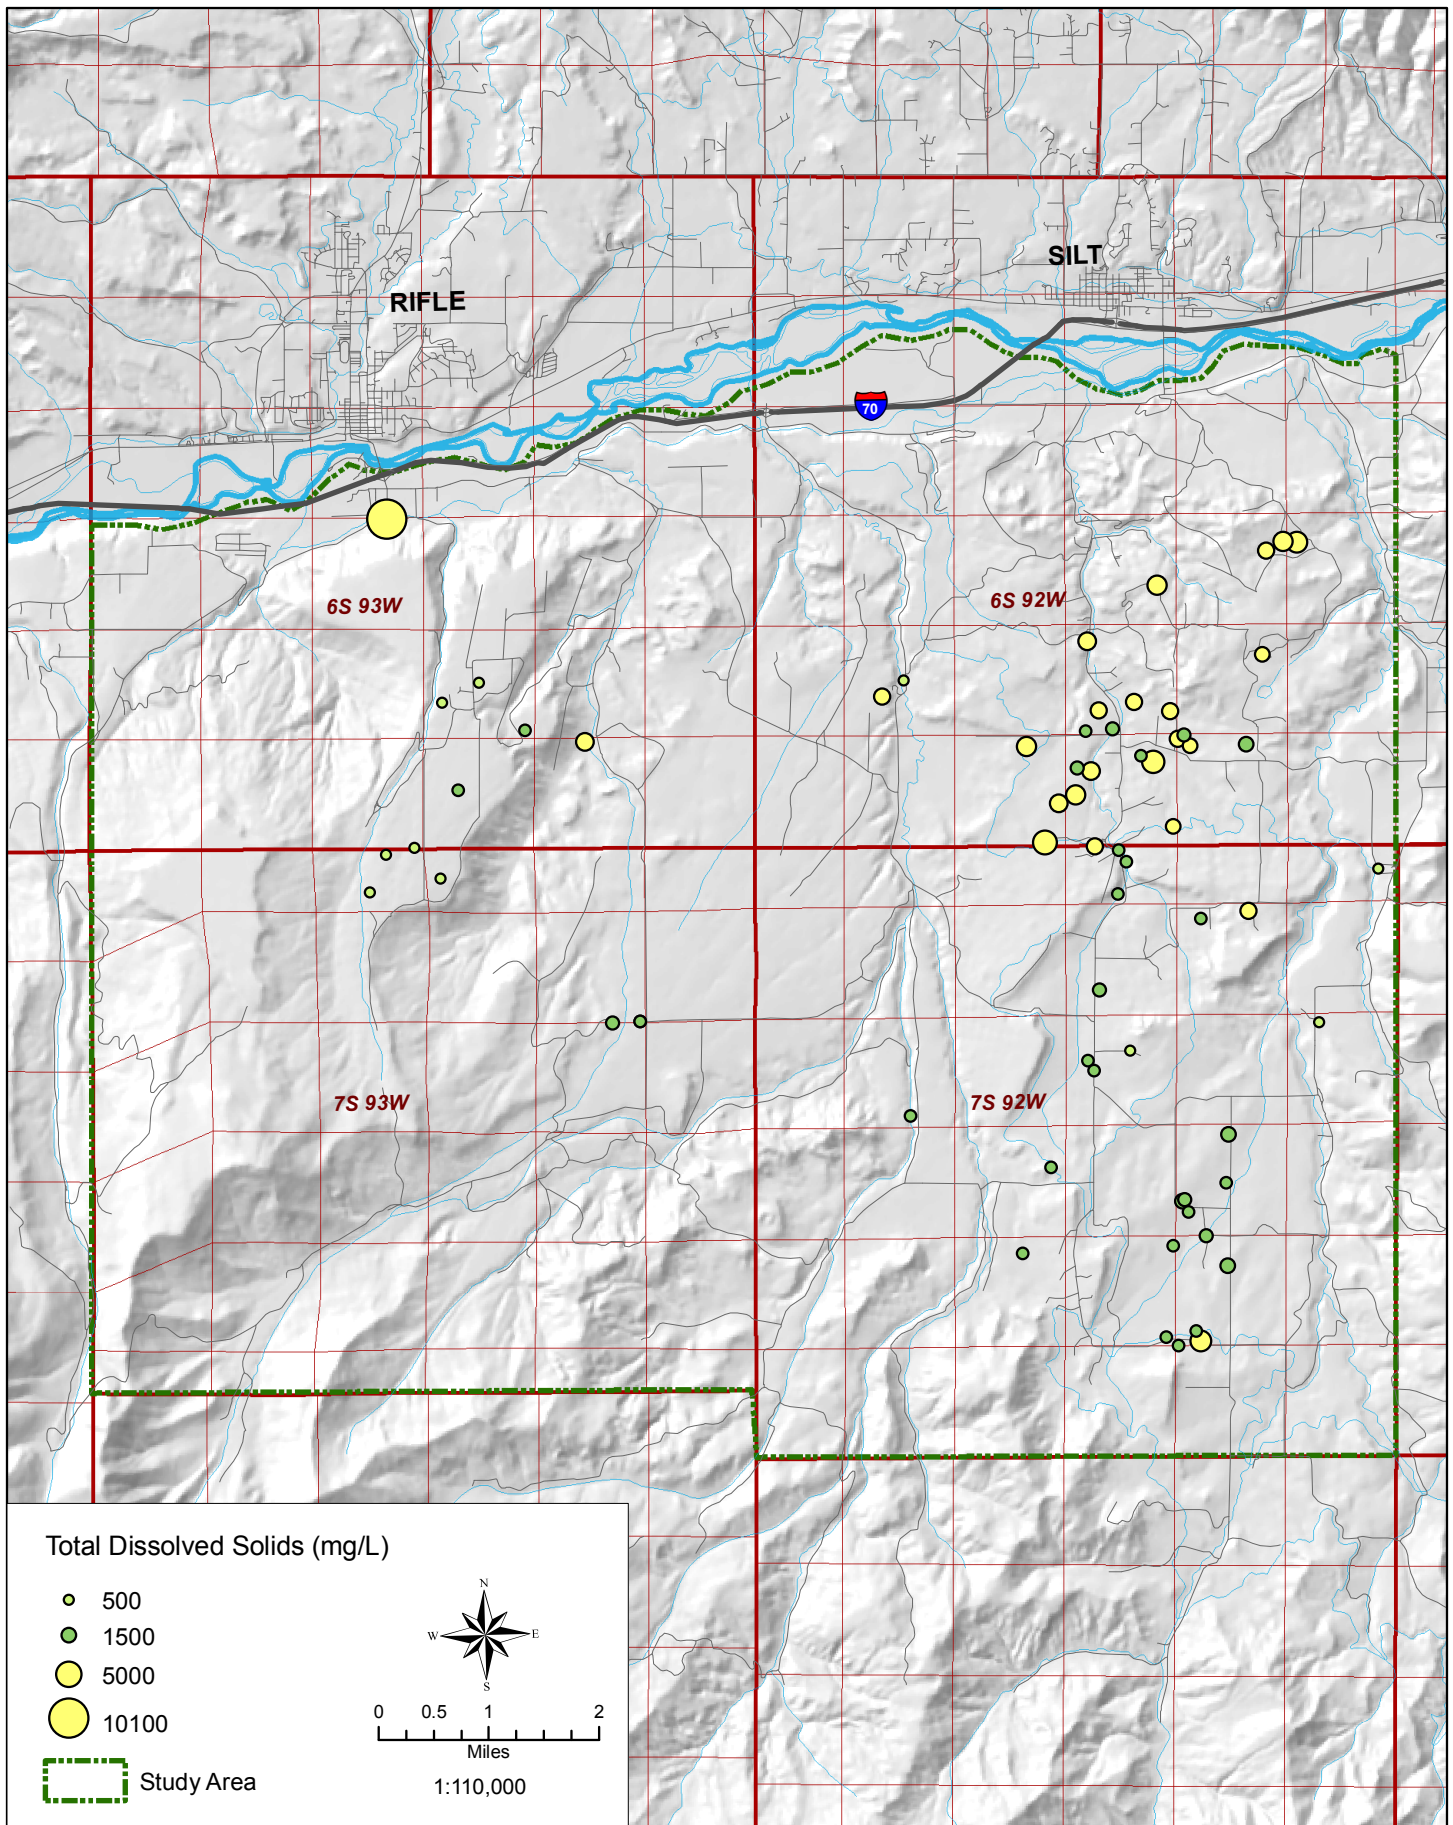 SILT
RIFLE
70
6S 93W
6S 92W
7S 93W
7S 92W
Total Dissolved Solids (mg/L)
500
1500
5000
10100
Study Area
N
W E
S
0 0.5 1 2
Miles
1:110,000